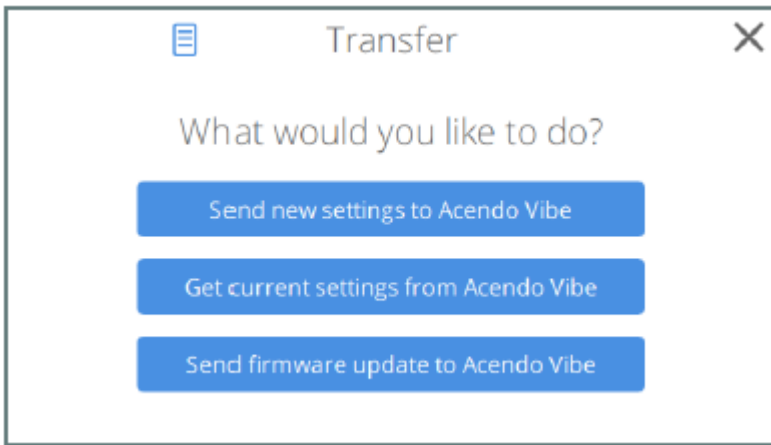 Transfer
What would you like to do?
Send new settings to Acendo Vibe
Get current settings from Acendo Vibe
Send firmware update to Acendo Vibe